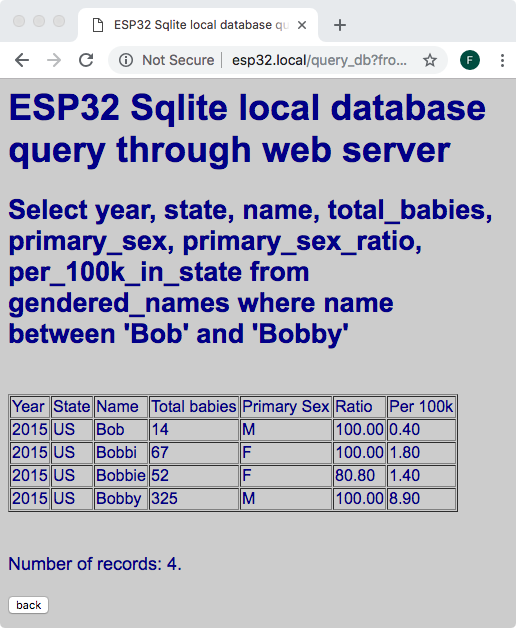 ESP32 Sqlite local database qu
Not Secure | esp32.local/query_db?fro...
F
ESP32 Sqlite local database
query through web server
Select year, state, name, total_babies,
primary_sex, primary_sex_ratio,
per_100k_in_state from
gendered_names where name
between 'Bob' and 'Bobby'
Year State Name Total babies Primary Sex Ratio Per 100k
2015 US Bob 14 M 100.00 0.40
2015 US Bobbi 67 F 100.00 1.80
2015 US Bobbie 52 F 80.80 1.40
2015 US Bobby 325 M 100.00 8.90
Number of records: 4.
back